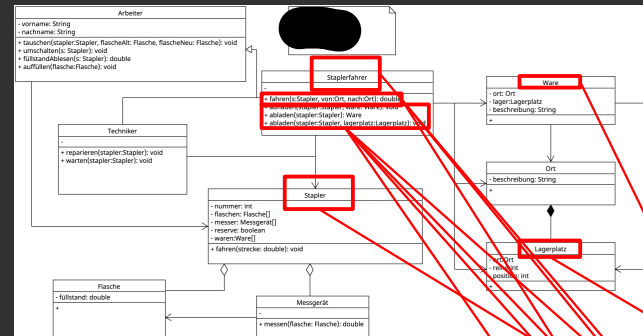 Arbeiter
- vorname: String
- nachname: String
+ tauschen(stapler:Stapler, flascheAlt: Flasche, flascheNeu: Flasche): void
+ umschalten(s: Stapler): void
+ füllstandAblesen(s: Stapler): double
+ auffüllen(flasche:Flasche): void
Staplerfahrer
-
+ fahren(s:Stapler, von:Ort, nach:Ort): double
+ abladen(stapler:Stapler): Ware
+ abladen(stapler:Stapler, lagerplatz:Lagerplatz): void
Ware
- ort: Ort
- lager:Lagerplatz
- beschreibung: String
+
Techniker
-
+ reparieren(stapler:Stapler): void
+ warten(stapler:Stapler): void
Ort
- beschreibung: String
+
Stapler
- nummer: int
- flaschen: Flasche[]
- messer: Messgerät[]
- reserve: boolean
- waren:Ware[]
+ fahren(strecke: double): void
Lagerplatz
- ort:Ort
- position: int
+
Flasche
- füllstand: double
+
Messgerät
-
+ messen(flasche: Flasche): double